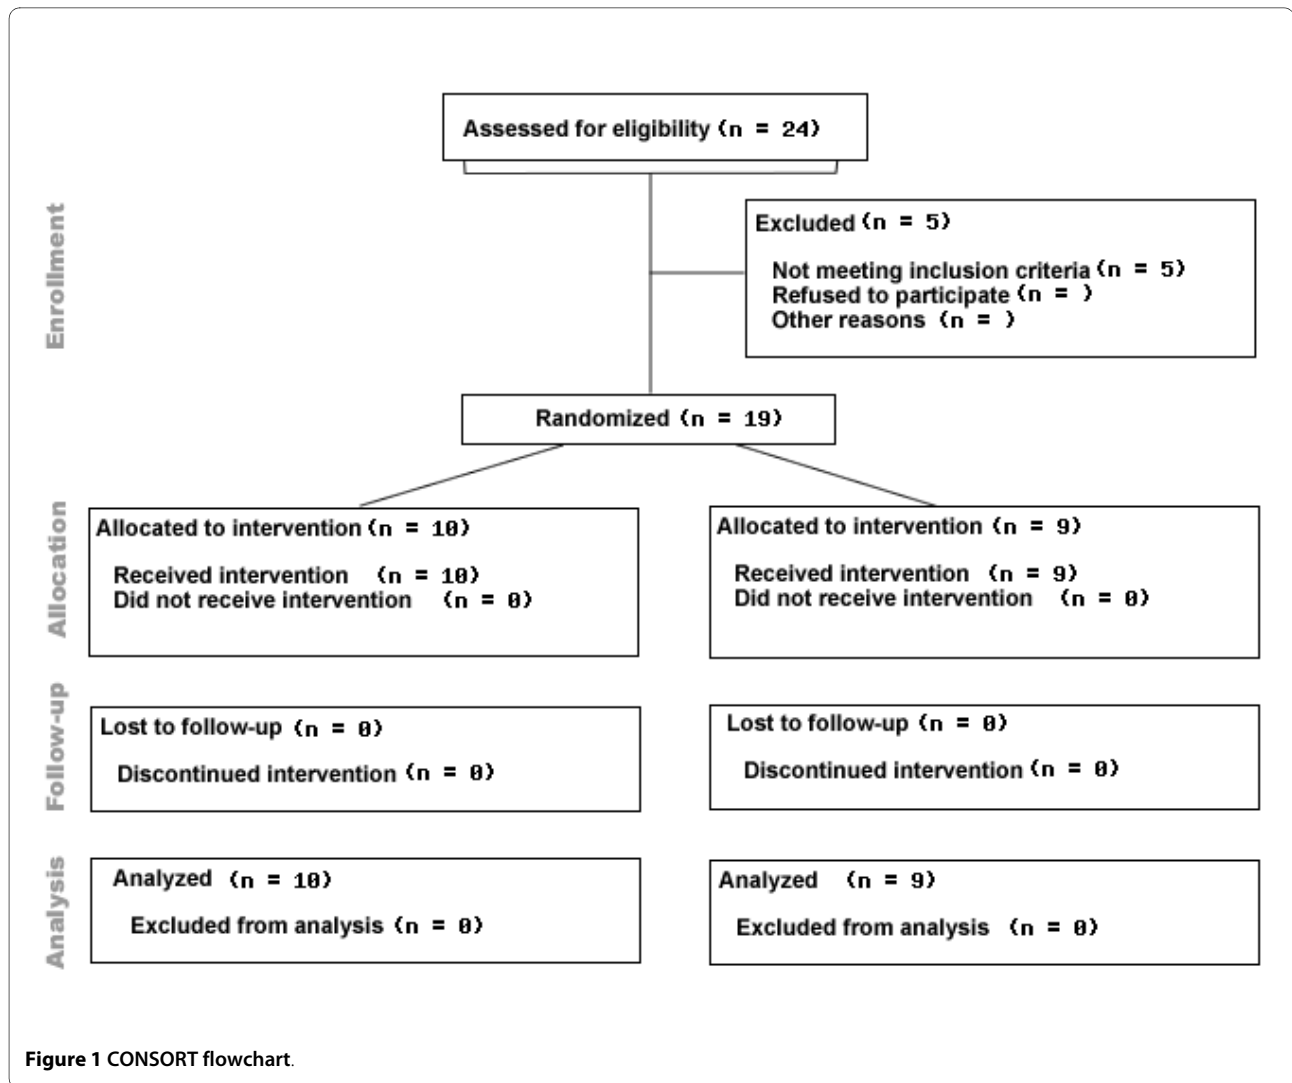 Assessed for eligibility (n = 24)
Enrollment
Excluded (n = 5)
Not meeting inclusion criteria (n = 5)
Refused to participate (n = )
Other reasons (n = )
Randomized (n = 19)
Allocation
Allocated to intervention (n = 10)
Received intervention (n = 10)
Did not receive intervention (n = 0)
Allocated to intervention (n = 9)
Received intervention (n = 9)
Did not receive intervention (n = 0)
Follow-up
Lost to follow-up (n = 0)
Discontinued intervention (n = 0)
Lost to follow-up (n = 0)
Discontinued intervention (n = 0)
Analysis
Analyzed (n = 10)
Excluded from analysis (n = 0)
Analyzed (n = 9)
Excluded from analysis (n = 0)
Figure 1 CONSORT flowchart.